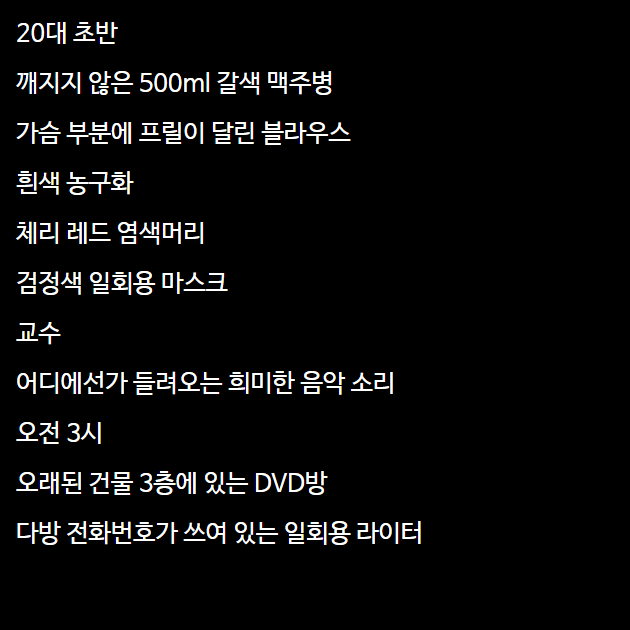 20대 초반
깨지지 않은 500ml 갈색 맥주병
가슴 부분에 프릴이 달린 블라우스
흰색 농구화
체리 레드 염색머리
검정색 일회용 마스크
교수
어디에선가 들려오는 희미한 음악 소리
오전 3시
오래된 건물 3층에 있는 DVD방
다방 전화번호가 쓰여 있는 일회용 라이터